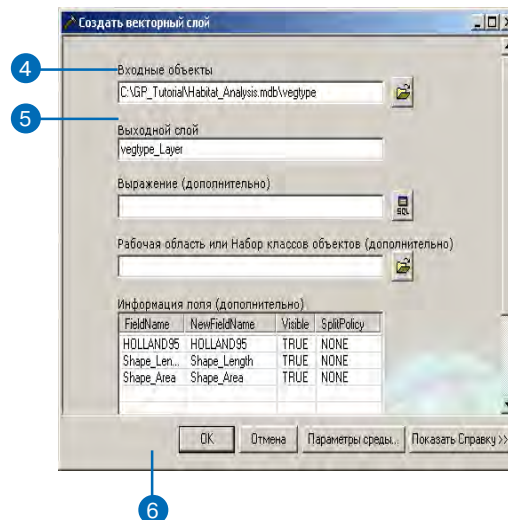 Создать векторный слой
4
Входные объекты
C:\GP_Tutorial\Habitat_Analysis.mdb\vegtype
5
Выходной слой
vegtype_Layer
Выражение (дополнительно)
SQL
Рабочая область или Набор классов объектов (дополнительно)
Информация поля (дополнительно)
FieldName NewFieldName Visible SplitPolicy
HOLLAND95 HOLLAND95 TRUE NONE
Shape_Len... Shape_Length TRUE NONE
Shape_Area Shape_Area TRUE NONE
OK Отмена Параметры среды... Показать Справку >>
6